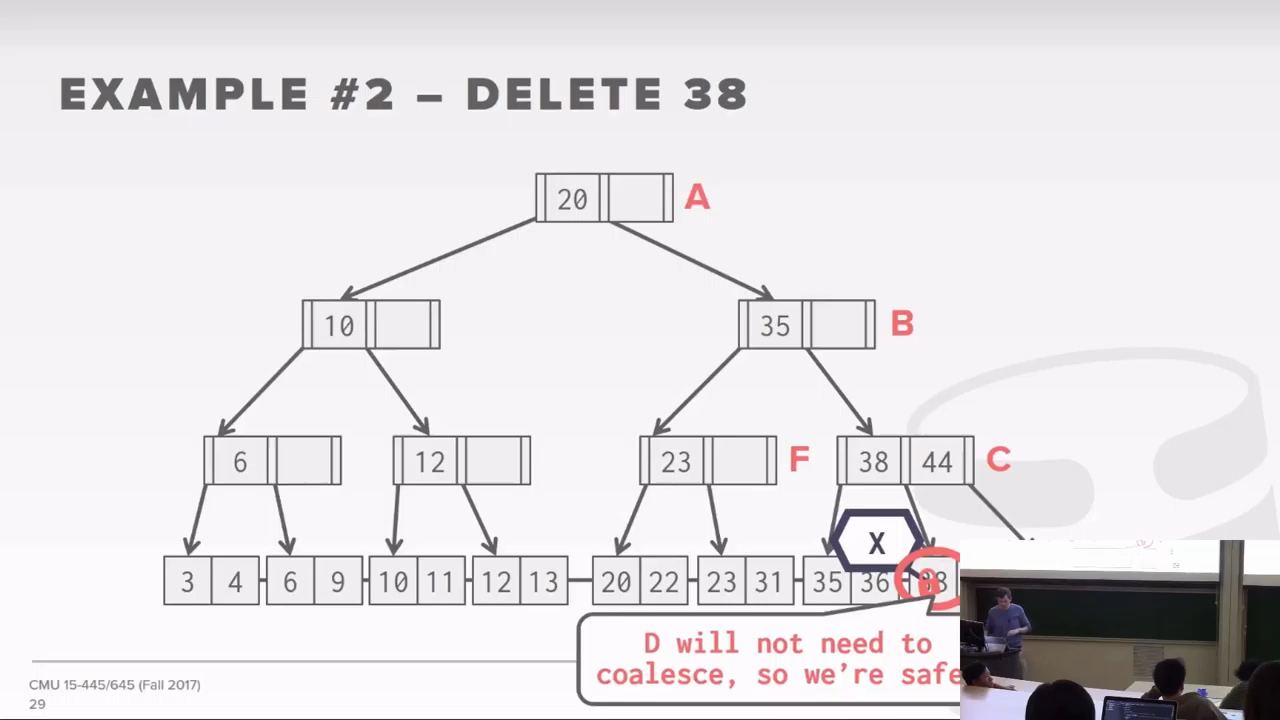 EXAMPLE #2 – DELETE 38
20 A
10 35 B
6 12 23 F 38 44 C
X
3 4 6 9 10 11 12 13 20 22 23 31 35 36 38
D will not need to
coalesce, so we're safe
CMU 15-445/645 (Fall 2017)
29